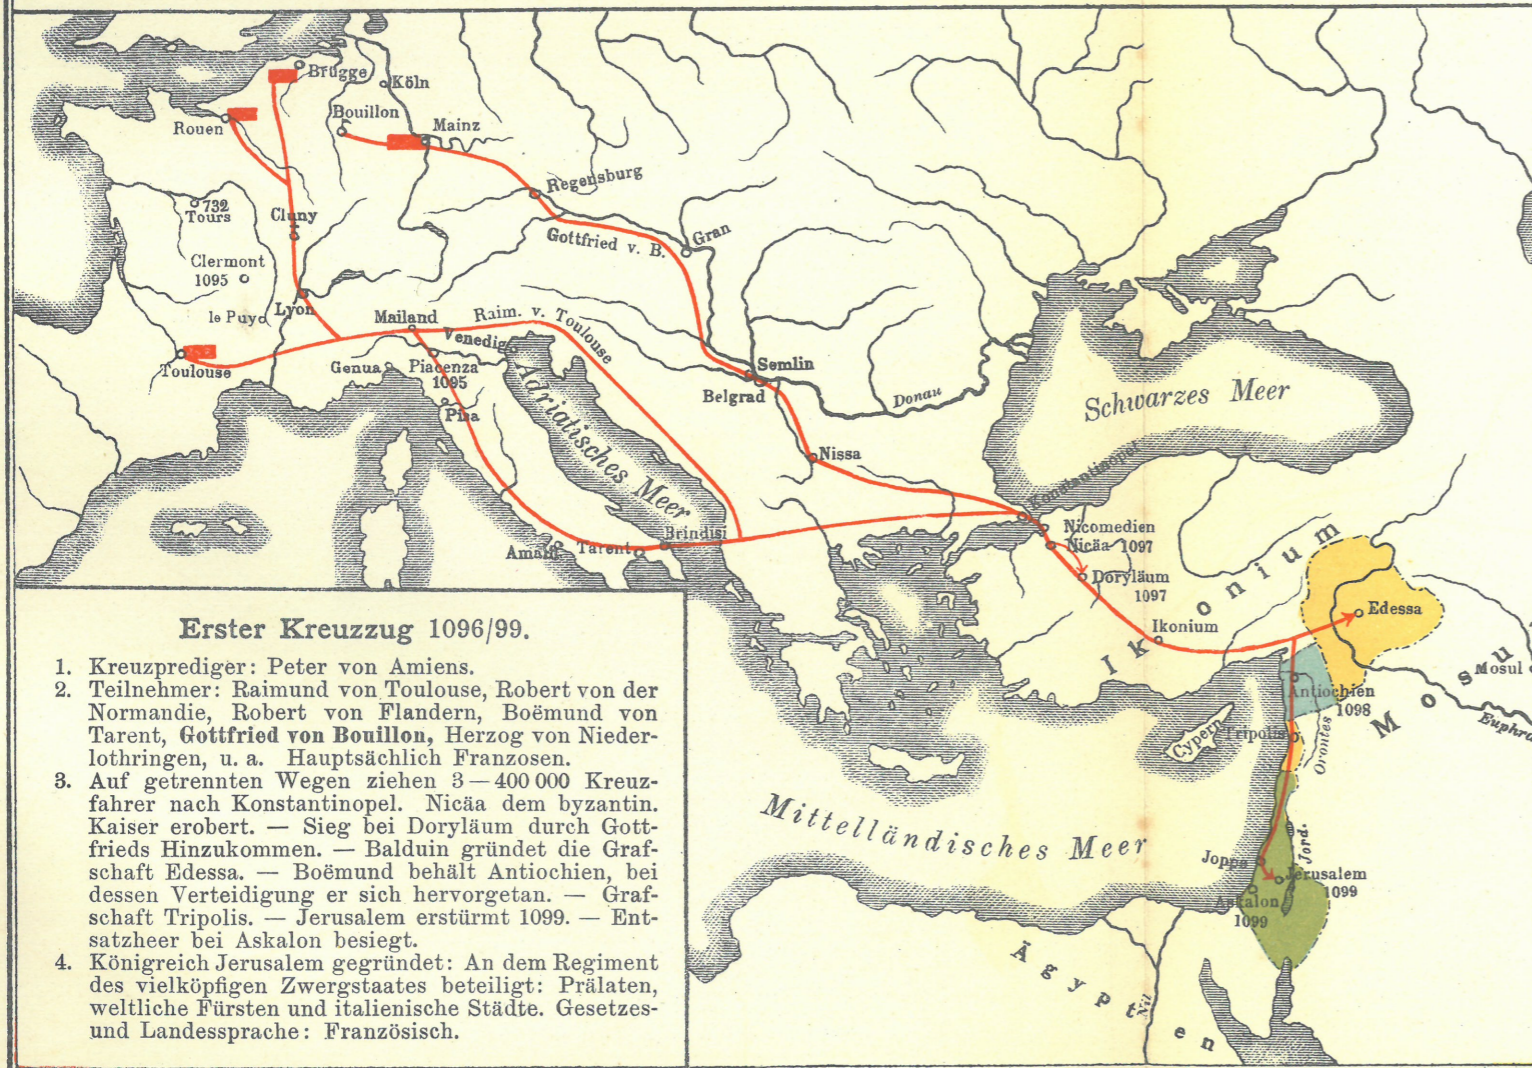 Brügge
Köln
Bouillon
Rouen
Mainz
Regensburg
732
Tours
Cluny
Gottfried v. B.
Gran
Clermont
1095
le Puy
Lyon
Mailand
Raim. v. Toulouse
Venedig
Toulouse
Genua
Piacenza
1095
Semlin
Belgrad
Donau
Schwarzes Meer
Pisa
Adriatisches Meer
Nissa
Konstantinopel
Brindisi
Nicomedien
Amalfi
Tarent
Nicäa 1097
Doryläum
1097
Ikonium
Edessa
Ikonium
Mosul
Mosu
Antiochien
1098
Euphra
Cypern
Tripolis
Orontes
Mittelländisches Meer
Joppe
Jord.
Jerusalem
1099
Askalon
1099
Ägypten
Nil
Erster Kreuzzug 1096/99.
1. Kreuzprediger: Peter von Amiens.
2. Teilnehmer: Raimund von Toulouse, Robert von der
Normandie, Robert von Flandern, Boëmund von
Tarent, Gottfried von Bouillon, Herzog von Nieder-
lothringen, u. a. Hauptsächlich Franzosen.
3. Auf getrennten Wegen ziehen 3—400 000 Kreuz-
fahrer nach Konstantinopel. Nicäa dem byzantin.
Kaiser erobert. — Sieg bei Doryläum durch Gott-
frieds Hinzukommen. — Balduin gründet die Graf-
schaft Edessa. — Boëmund behält Antiochien, bei
dessen Verteidigung er sich hervorgetan. — Graf-
schaft Tripolis. — Jerusalem erstürmt 1099. — Ent-
satzheer bei Askalon besiegt.
4. Königreich Jerusalem gegründet: An dem Regiment
des vielköpfigen Zwergstaates beteiligt: Prälaten,
weltliche Fürsten und italienische Städte. Gesetzes-
und Landessprache: Französisch.